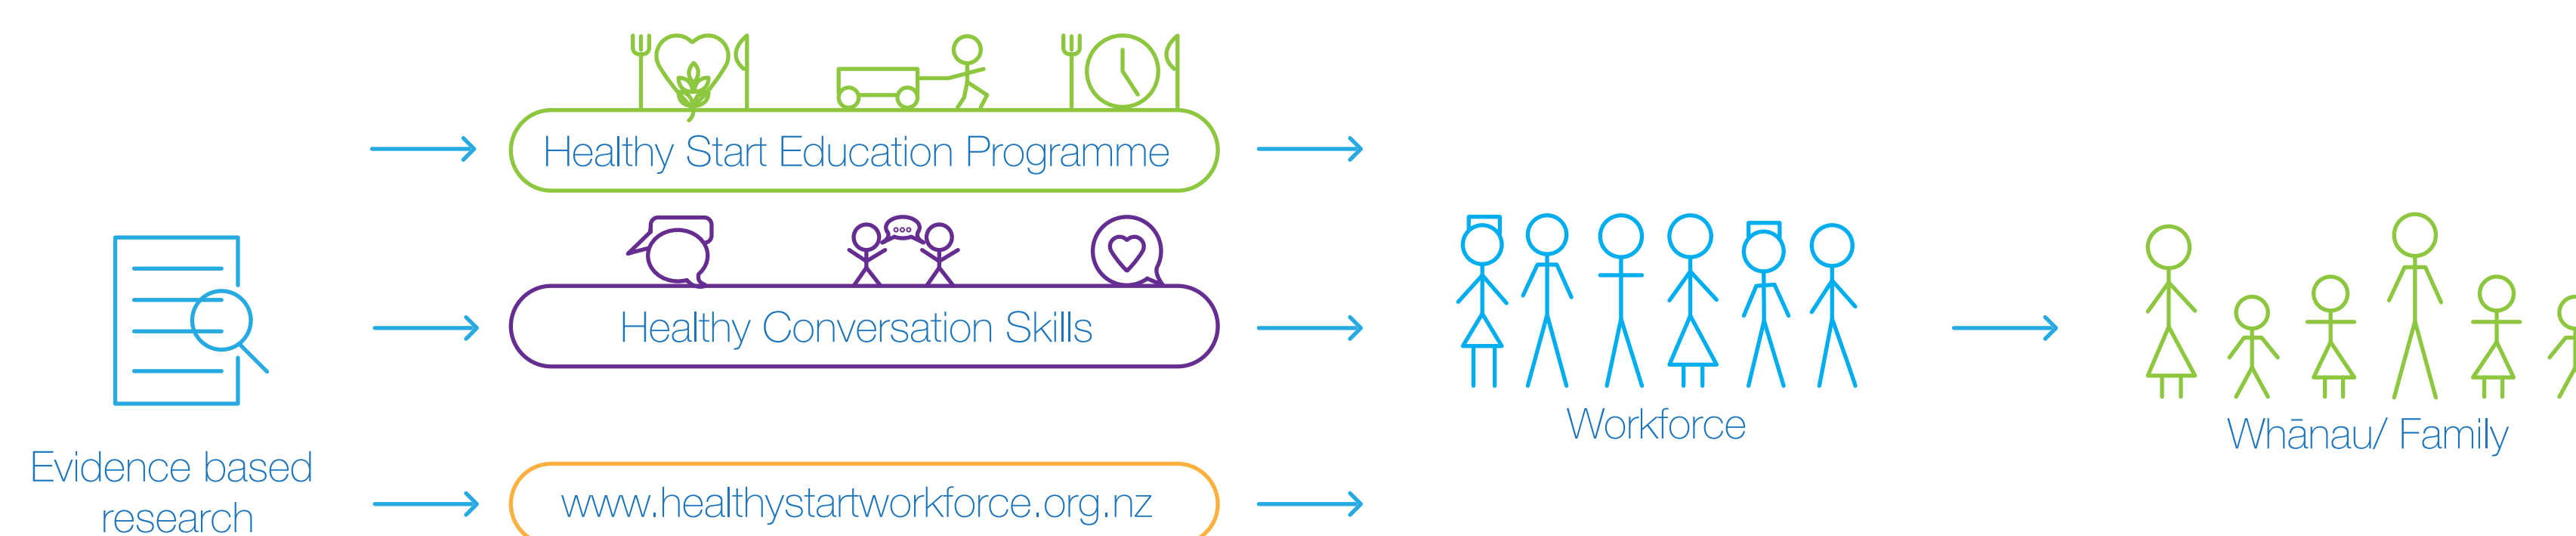 Healthy Start Education Programme
Healthy Conversation Skills
Evidence based
research
www.healthystartworkforce.org.nz
Workforce
Whānau/ Family